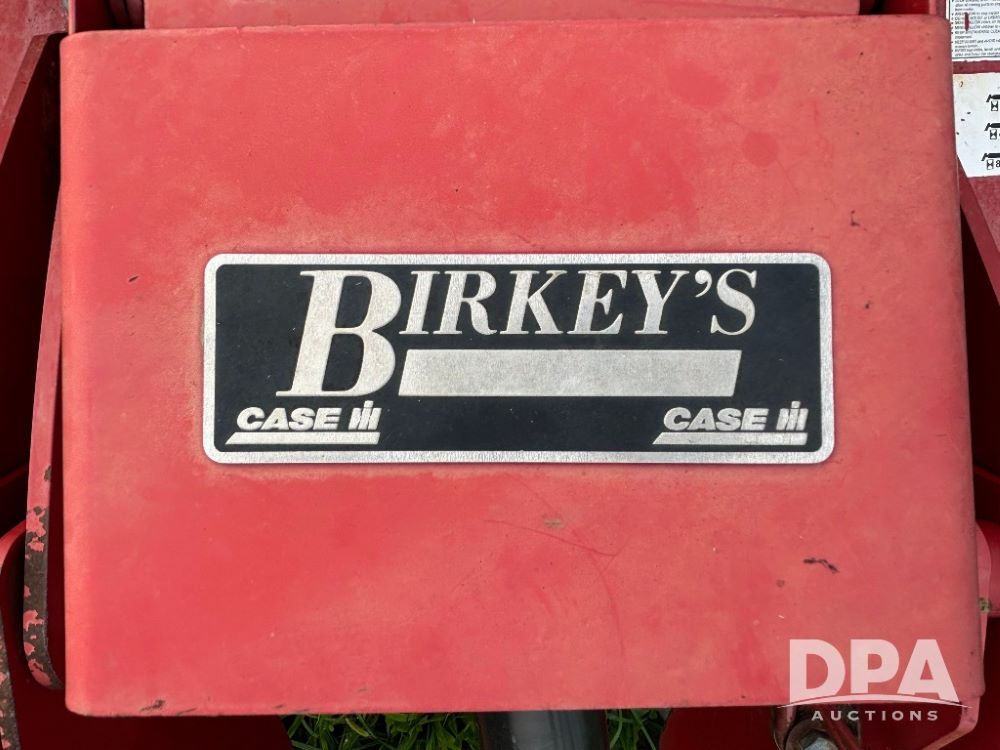 BIRKEY'S
CASE IH CASE IH
DPA
AUCTIONS